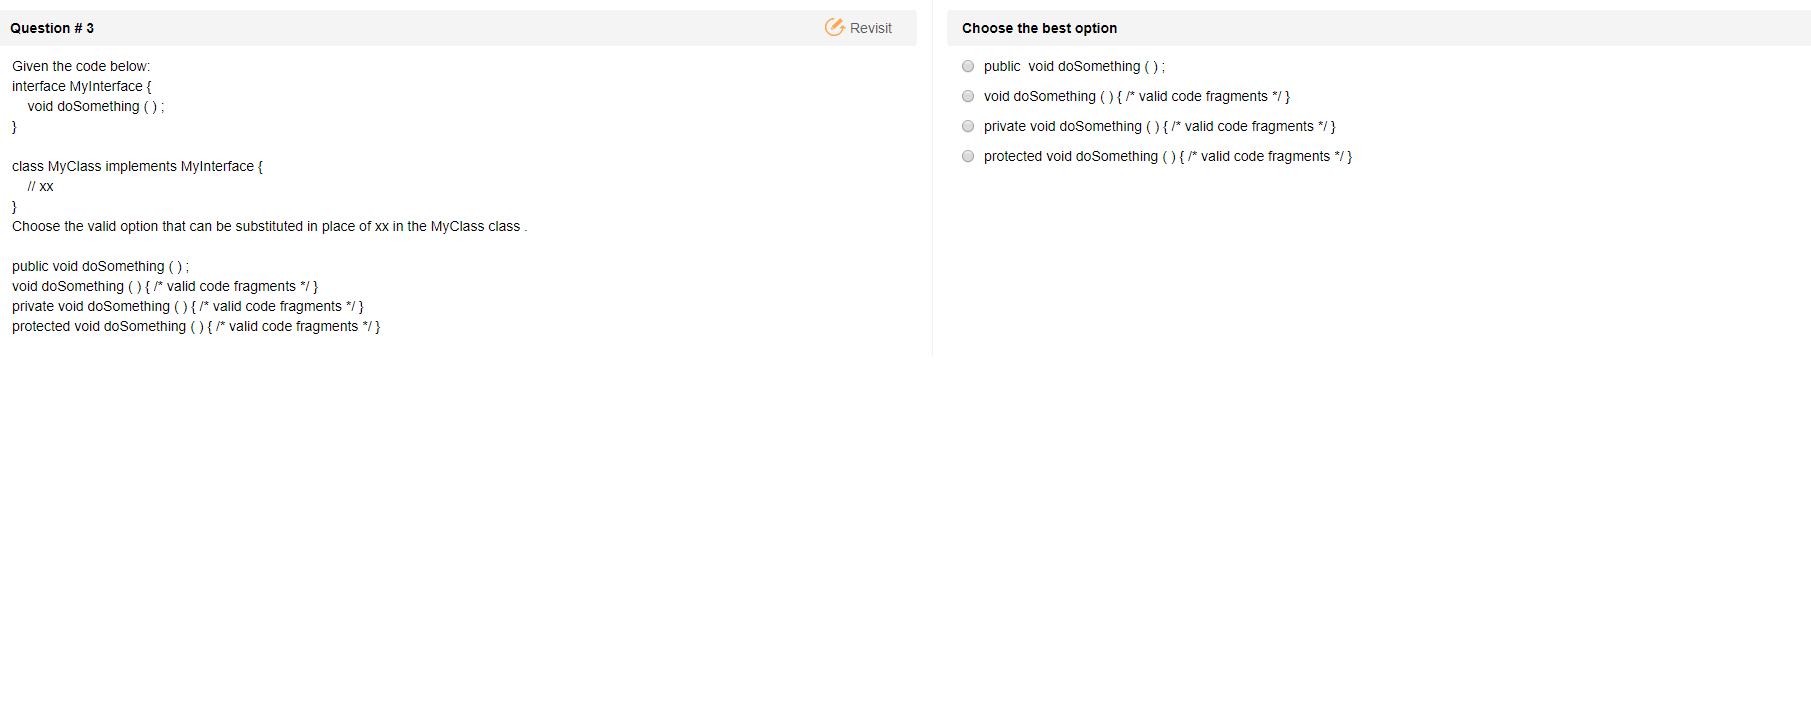 Question # 3
Revisit
Given the code below:
interface MyInterface {
void doSomething ( ) ;
}
class MyClass implements MyInterface {
// xx
}
Choose the valid option that can be substituted in place of xx in the MyClass class .
public void doSomething ( ) ;
void doSomething ( ) { /* valid code fragments */ }
private void doSomething ( ) { /* valid code fragments */ }
protected void doSomething ( ) { /* valid code fragments */ }
Choose the best option
public  void doSomething ( ) ;
void doSomething ( ) { /* valid code fragments */ }
private void doSomething ( ) { /* valid code fragments */ }
protected void doSomething ( ) { /* valid code fragments */ }